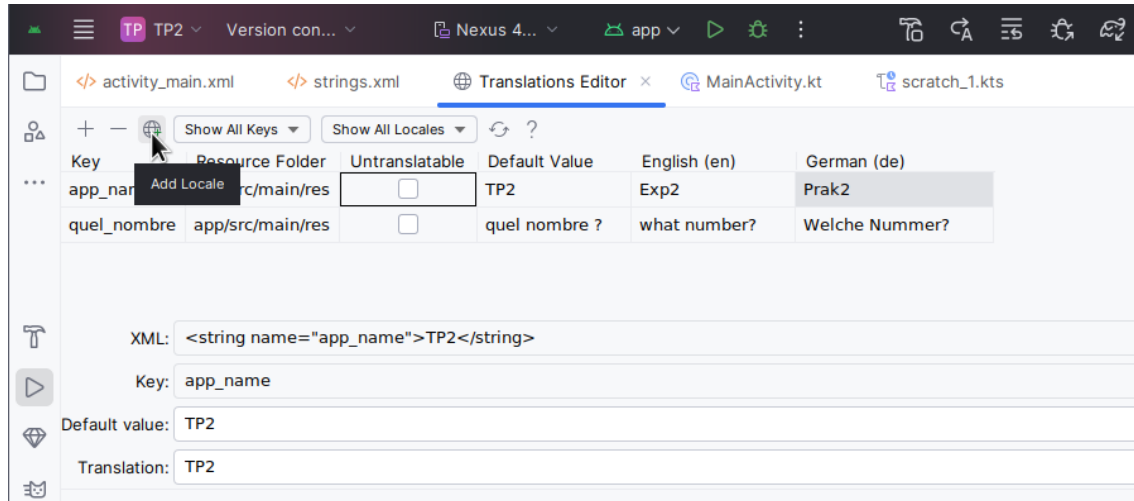 TP TP2 Version con... Nexus 4... app
activity_main.xml strings.xml Translations Editor MainActivity.kt scratch_1.kts
Show All Keys Show All Locales ?
Key Resource Folder Untranslatable Default Value English (en) German (de)
Add Locale
app_nar rc/main/res TP2 Exp2 Prak2
quel_nombre app/src/main/res quel nombre ? what number? Welche Nummer?
XML: <string name="app_name">TP2</string>
Key: app_name
Default value: TP2
Translation: TP2